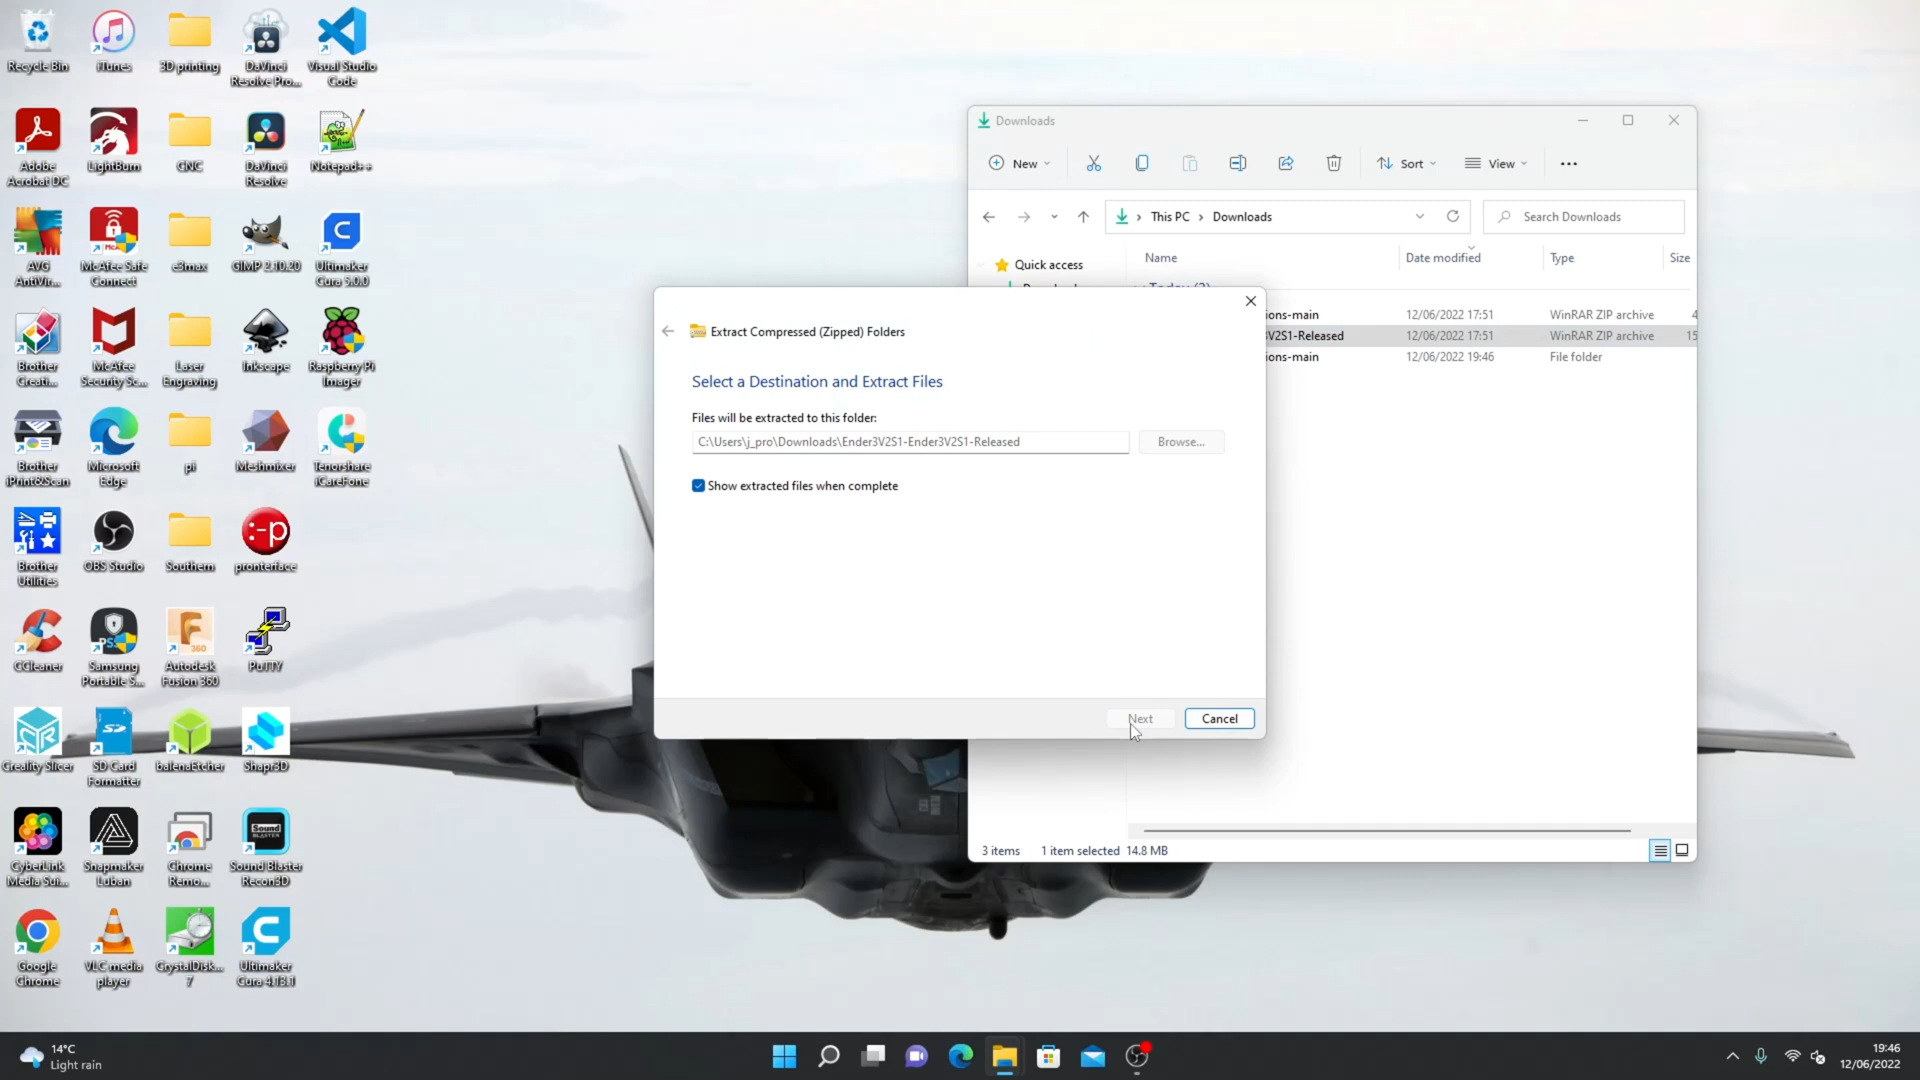 Recycle Bin
iTunes
3D printing
DaVinci
Resolve Pro...
Visual Studio
Code
Adobe
Acrobat DC
LightBurn
CNC
DaVinci
Resolve
Notepad++
AVG
AntiVir...
McAfee Safe
Connect
e3max
GIMP 2.10.20
Ultimaker
Cura 5.0.0
Brother
Creati...
McAfee
Security Sc...
Laser
Engraving
Inkscape
Raspberry Pi
Imager
Brother
iPrint&Scan
Microsoft
Edge
pi
Meshmixer
Tenorshare
iCareFone
Brother
Utilities
OBS Studio
Southern
pronterface
CCleaner
Samsung
Portable S...
Autodesk
Fusion 360
PuTTY
Creality Slicer
SD Card
Formatter
balenaEtcher
Shapr3D
CyberLink
Media Sui...
Snapmaker
Luban
Chrome
Remo...
Sound Blaster
Recon3D
Google
Chrome
VLC media
player
CrystalDisk...
7
Ultimaker
Cura 4.13.1
Downloads
New
Sort
View
This PC
Downloads
Search Downloads
Name
Date modified
Type
Size
Quick access
ions-main
12/06/2022 17:51
WinRAR ZIP archive
4
V2S1-Released
12/06/2022 17:51
WinRAR ZIP archive
15
ions-main
12/06/2022 19:46
File folder
3 items
1 item selected 14.8 MB
Extract Compressed (Zipped) Folders
Select a Destination and Extract Files
Files will be extracted to this folder:
C:\Users\j_pro\Downloads\Ender3V2S1-Ender3V2S1-Released
Browse...
Show extracted files when complete
Next
Cancel
14°C
Light rain
19:46
12/06/2022